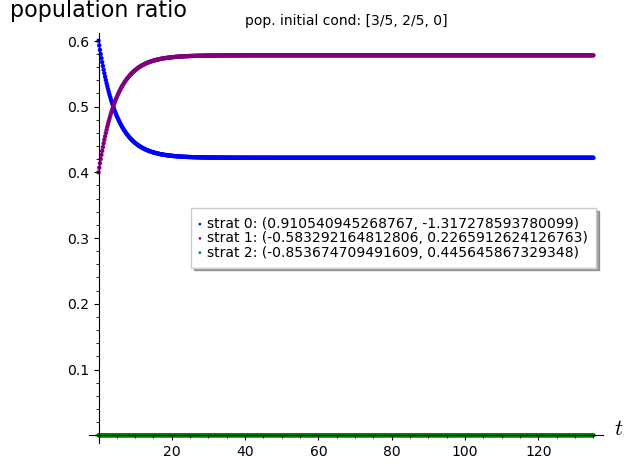 population ratio
pop. initial cond: [3/5, 2/5, 0]
0.6
0.5
0.4
strat 0: (0.910540945268767, -1.317278593780099)
strat 1: (-0.583292164812806, 0.2265912624126763)
strat 2: (-0.853674709491609, 0.445645867329348)
0.3
0.2
0.1
t
20 40 60 80 100 120